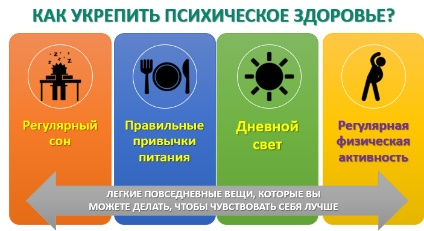 КАК УКРЕПИТЬ ПСИХИЧЕСКОЕ ЗДОРОВЬЕ?
Регулярный
сон
Правильные
привычки
питания
Дневной
свет
Регулярная
физическая
активность
ЛЕГКИЕ ПОВСЕДНЕВНЫЕ ВЕЩИ, КОТОРЫЕ ВЫ
МОЖЕТЕ ДЕЛАТЬ, ЧТОБЫ ЧУВСТВОВАТЬ СЕБЯ ЛУЧШЕ